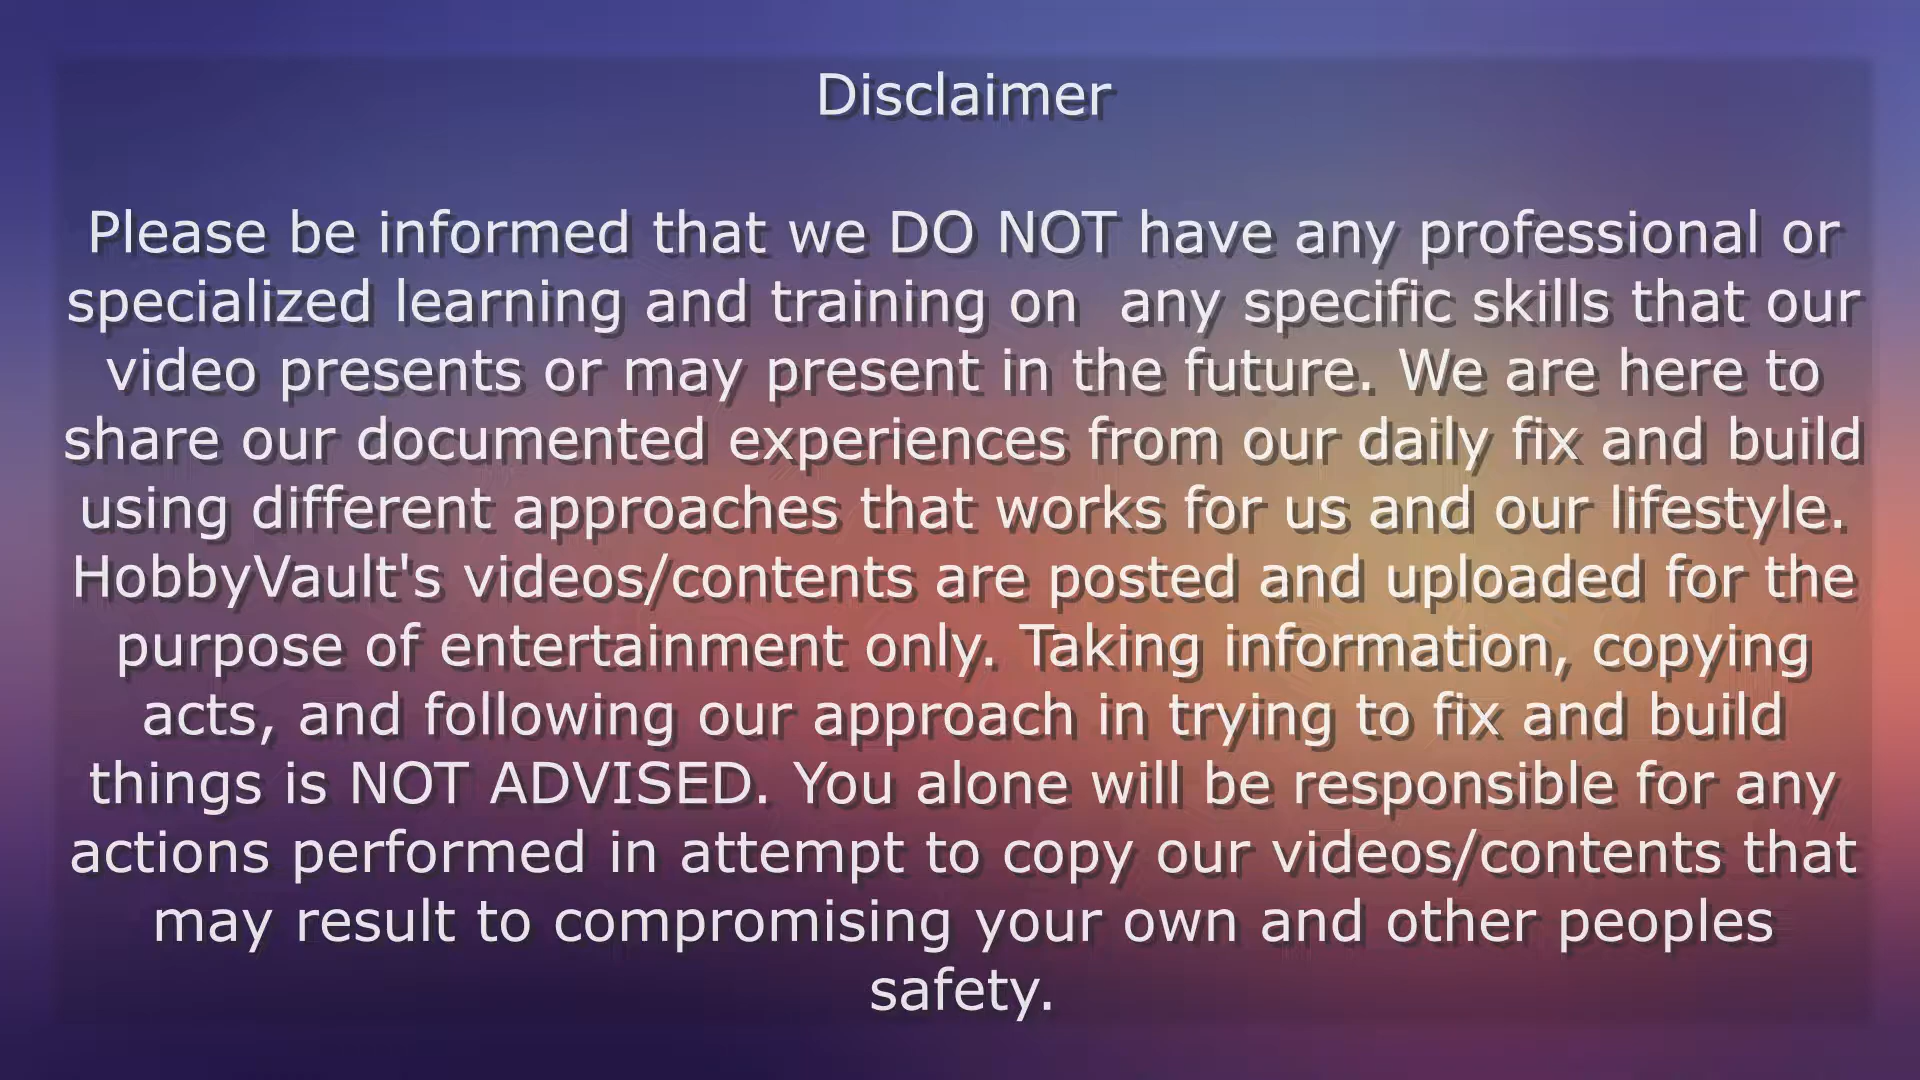 Disclaimer
Please be informed that we DO NOT have any professional or
specialized learning and training on  any specific skills that our
video presents or may present in the future. We are here to
share our documented experiences from our daily fix and build
using different approaches that works for us and our lifestyle.
HobbyVault's videos/contents are posted and uploaded for the
purpose of entertainment only. Taking information, copying
acts, and following our approach in trying to fix and build
things is NOT ADVISED. You alone will be responsible for any
actions performed in attempt to copy our videos/contents that
may result to compromising your own and other peoples
safety.